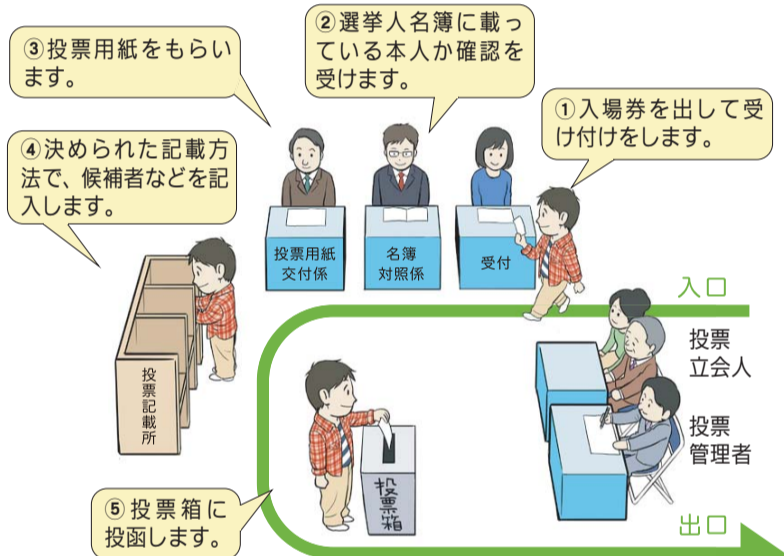 ③投票用紙をもらい
ます。
②選挙人名簿に載っ
ている本人か確認を
受けます。
①入場券を出して受
け付けをします。
④決められた記載方
法で、候補者などを記
入します。
投票用紙
交付係
名簿
対照係
受付
入口
投票
立会人
投票
管理者
投票記載所
投票箱
⑤投票箱に
投函します。
出口